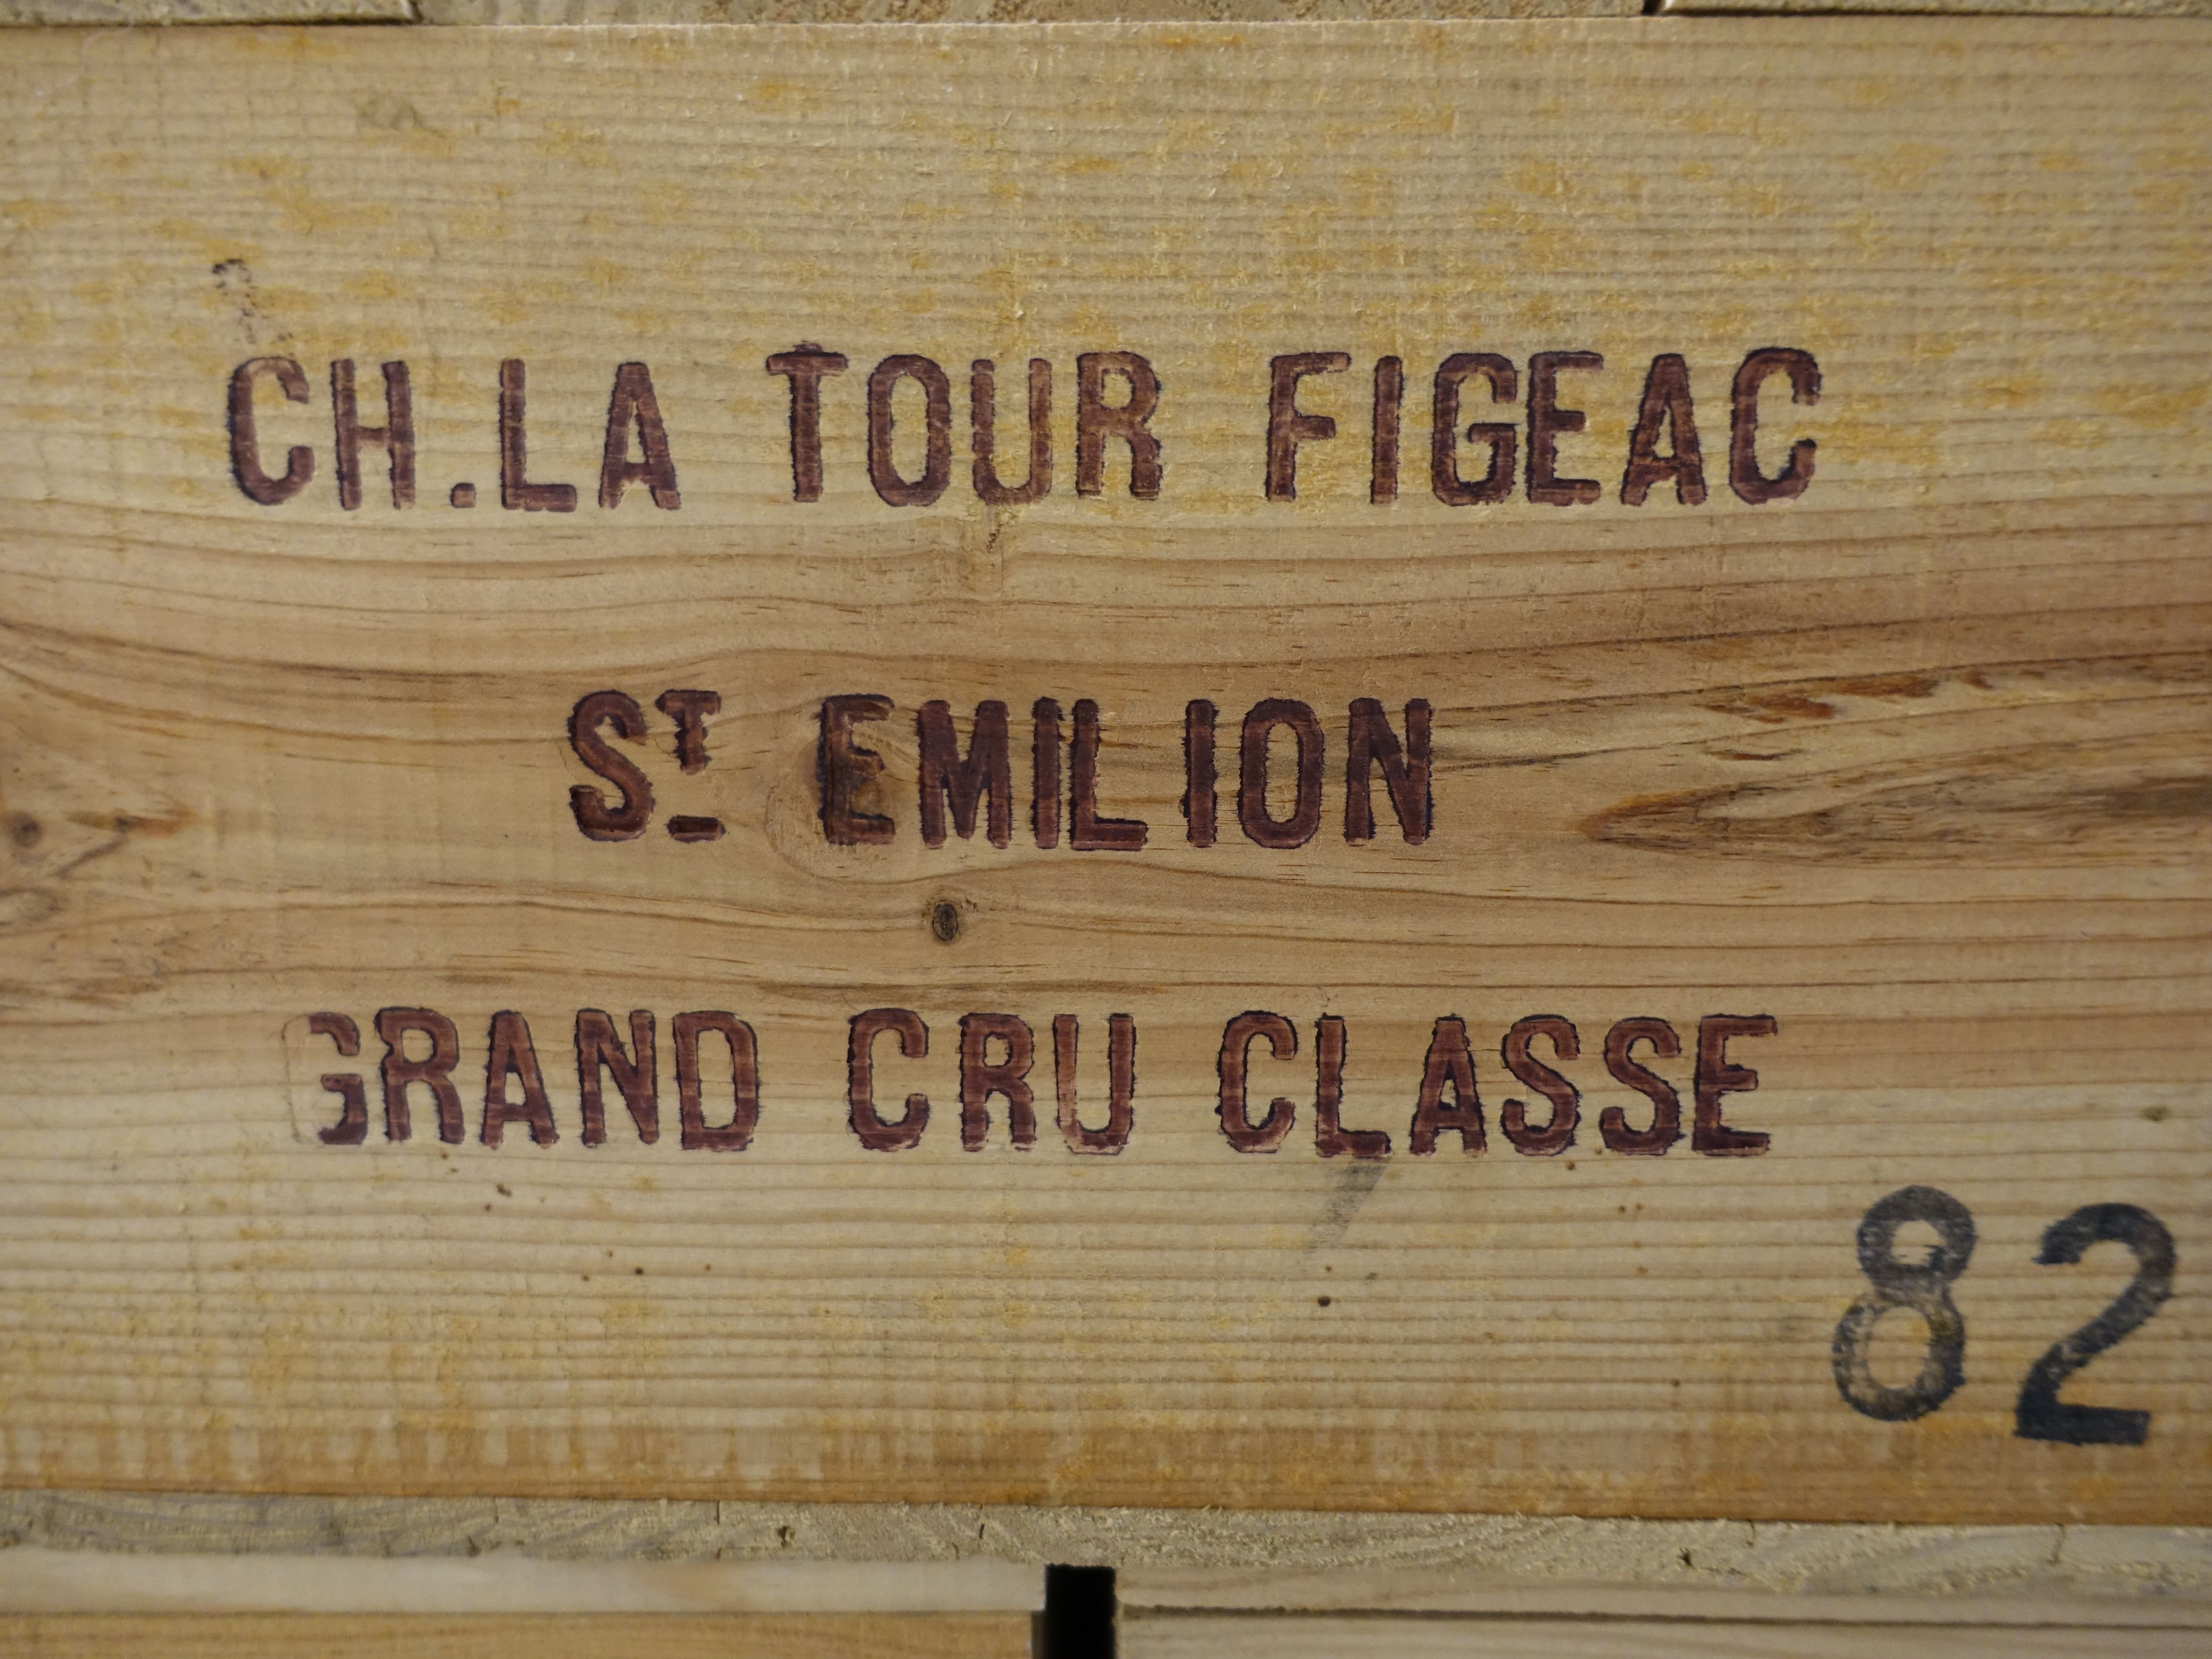 CH.LA TOUR FIGEAC
ST EMILION
GRAND CRU CLASSE
82